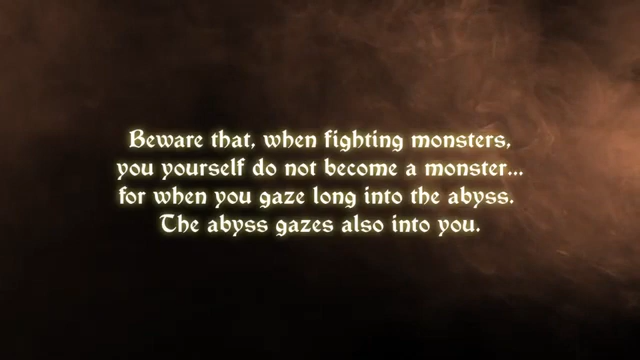 Beware that, when fighting monsters,
you yourself do not become a monster...
for when you gaze long into the abyss.
The abyss gazes also into you.